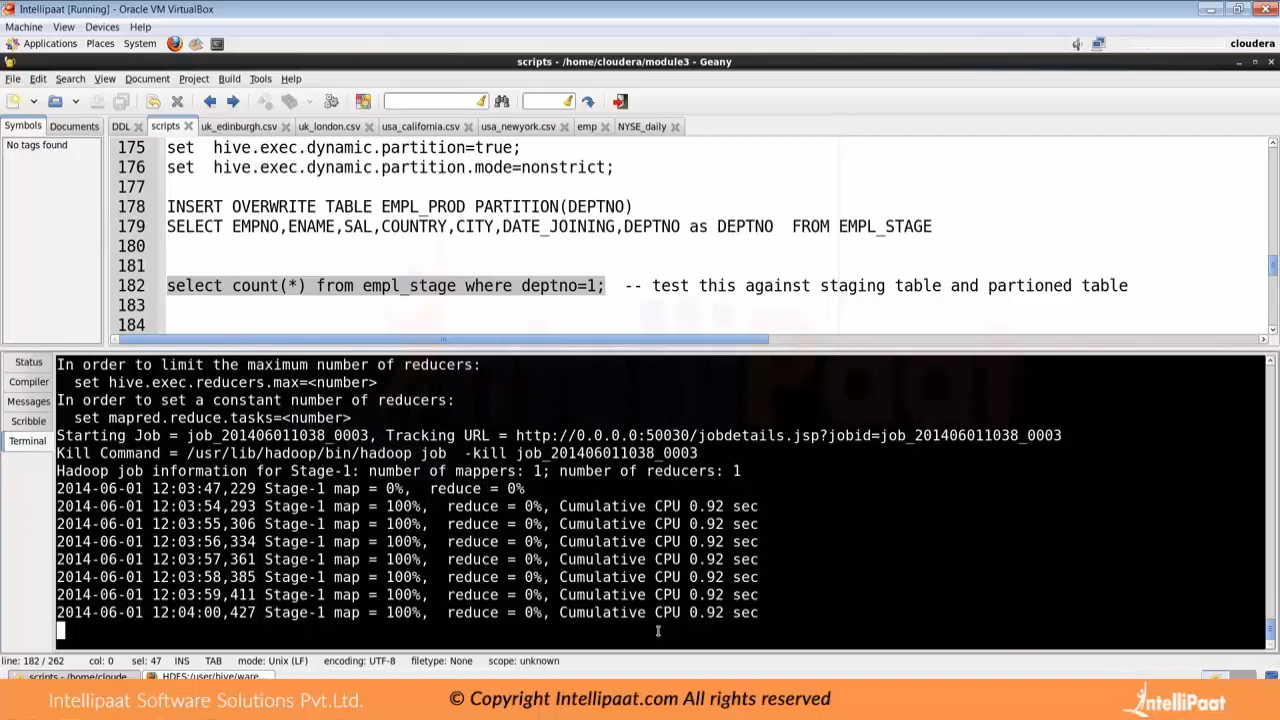 Intellipaat [Running] - Oracle VM VirtualBox
Machine View Devices Help
Applications Places System cloudera
scripts - /home/cloudera/module3 - Geany
File Edit Search View Document Project Build Tools Help
Symbols Documents DDL scripts uk_edinburgh.csv uk_london.csv usa_california.csv usa_newyork.csv emp NYSE_daily
No tags found
175 set hive.exec.dynamic.partition=true;
176 set hive.exec.dynamic.partition.mode=nonstrict;
177
178 INSERT OVERWRITE TABLE EMPL_PROD PARTITION(DEPTNO)
179 SELECT EMPNO,ENAME,SAL,COUNTRY,CITY,DATE_JOINING,DEPTNO as DEPTNO FROM EMPL_STAGE
180
181
182 select count(*) from empl_stage where deptno=1; -- test this against staging table and partioned table
183
184
Status
Compiler
Messages
Scribble
Terminal
In order to limit the maximum number of reducers:
set hive.exec.reducers.max=<number>
In order to set a constant number of reducers:
set mapred.reduce.tasks=<number>
Starting Job = job_201406011038_0003, Tracking URL = http://0.0.0.0:50030/jobdetails.jsp?jobid=job_201406011038_0003
Kill Command = /usr/lib/hadoop/bin/hadoop job -kill job_201406011038_0003
Hadoop job information for Stage-1: number of mappers: 1; number of reducers: 1
2014-06-01 12:03:47,229 Stage-1 map = 0%, reduce = 0%
2014-06-01 12:03:54,293 Stage-1 map = 100%, reduce = 0%, Cumulative CPU 0.92 sec
2014-06-01 12:03:55,306 Stage-1 map = 100%, reduce = 0%, Cumulative CPU 0.92 sec
2014-06-01 12:03:56,334 Stage-1 map = 100%, reduce = 0%, Cumulative CPU 0.92 sec
2014-06-01 12:03:57,361 Stage-1 map = 100%, reduce = 0%, Cumulative CPU 0.92 sec
2014-06-01 12:03:58,385 Stage-1 map = 100%, reduce = 0%, Cumulative CPU 0.92 sec
2014-06-01 12:03:59,411 Stage-1 map = 100%, reduce = 0%, Cumulative CPU 0.92 sec
2014-06-01 12:04:00,427 Stage-1 map = 100%, reduce = 0%, Cumulative CPU 0.92 sec
line: 182 / 262 col: 0 sel: 47 INS TAB mode: Unix (LF) encoding: UTF-8 filetype: None scope: unknown
scripts - /home/cloude... HDFS:/user/hive/ware...
Intellipaat Software Solutions Pvt.Ltd. © Copyright Intellipaat.com All rights reserved IntelliPaat